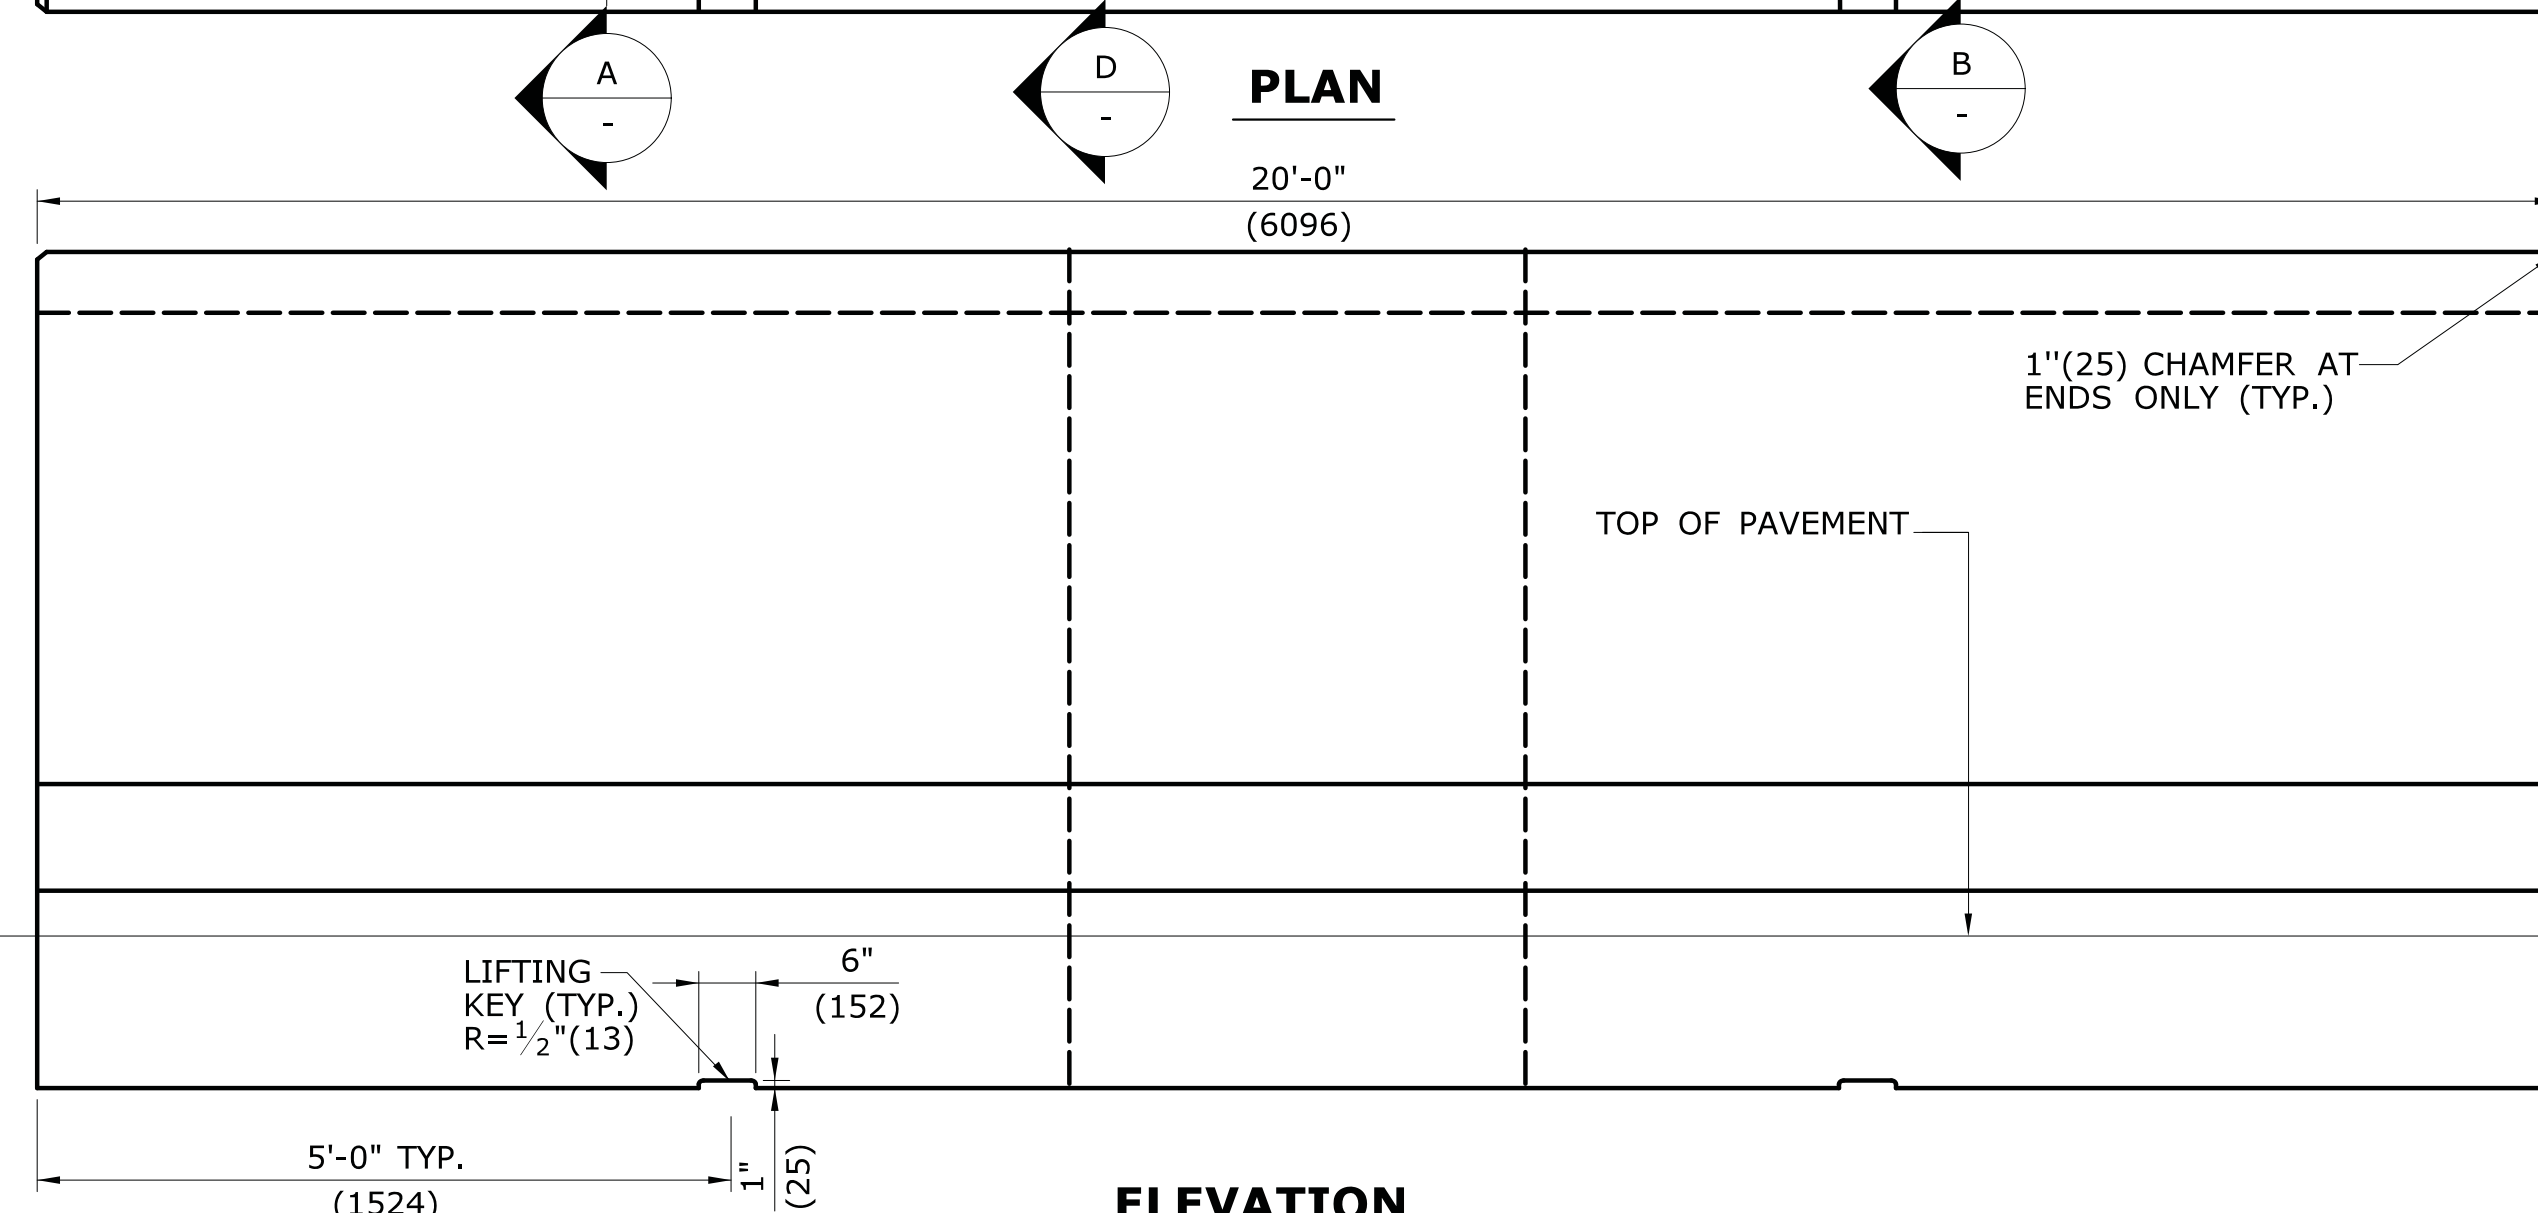 A
-
D
-
B
-
PLAN
20'-0"
(6096)
1''(25) CHAMFER AT
ENDS ONLY (TYP.)
TOP OF PAVEMENT
LIFTING
KEY (TYP.)
R=½"(13)
6"
(152)
5'-0" TYP.
(1524)
1"
(25)
ELEVATION